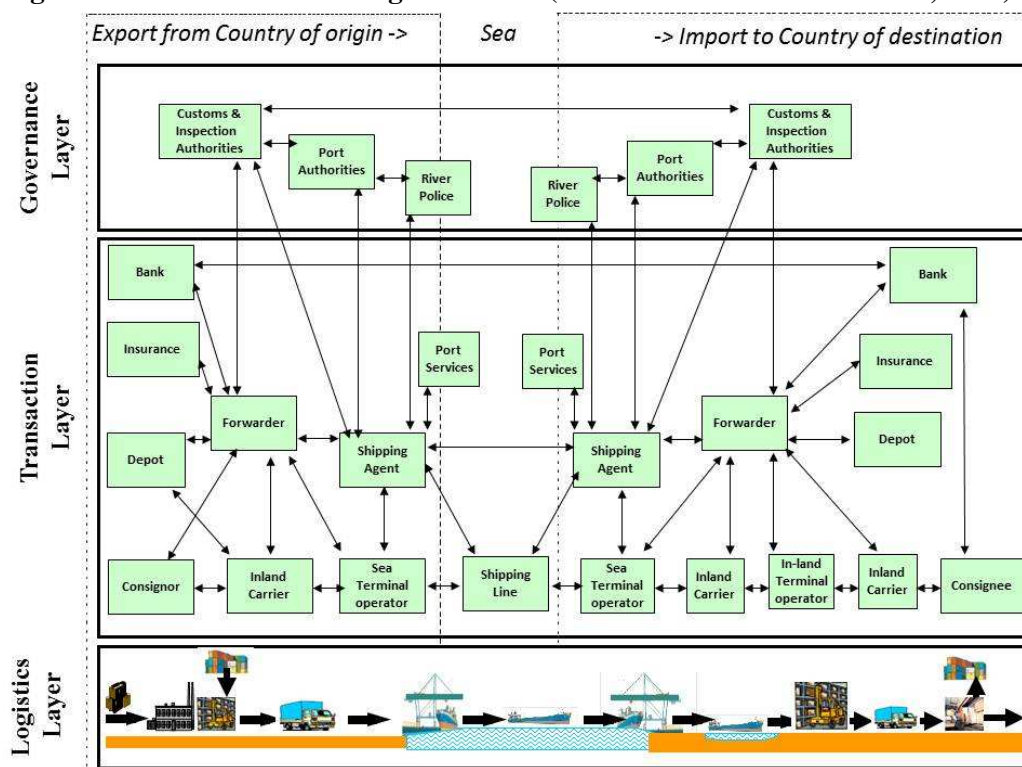 Export from Country of origin ->
Sea
-> Import to Country of destination
Governance
Layer
Customs &
Inspection
Authorities
Port
Authorities
River
Police
River
Police
Port
Authorities
Customs &
Inspection
Authorities
Transaction
Layer
Bank
Bank
Insurance
Port
Services
Port
Services
Insurance
Forwarder
Forwarder
Depot
Shipping
Agent
Shipping
Agent
Depot
Consignor
Inland
Carrier
Sea
Terminal
operator
Shipping
Line
Sea
Terminal
operator
Inland
Carrier
In-land
Terminal
operator
Inland
Carrier
Consignee
Logistics
Layer